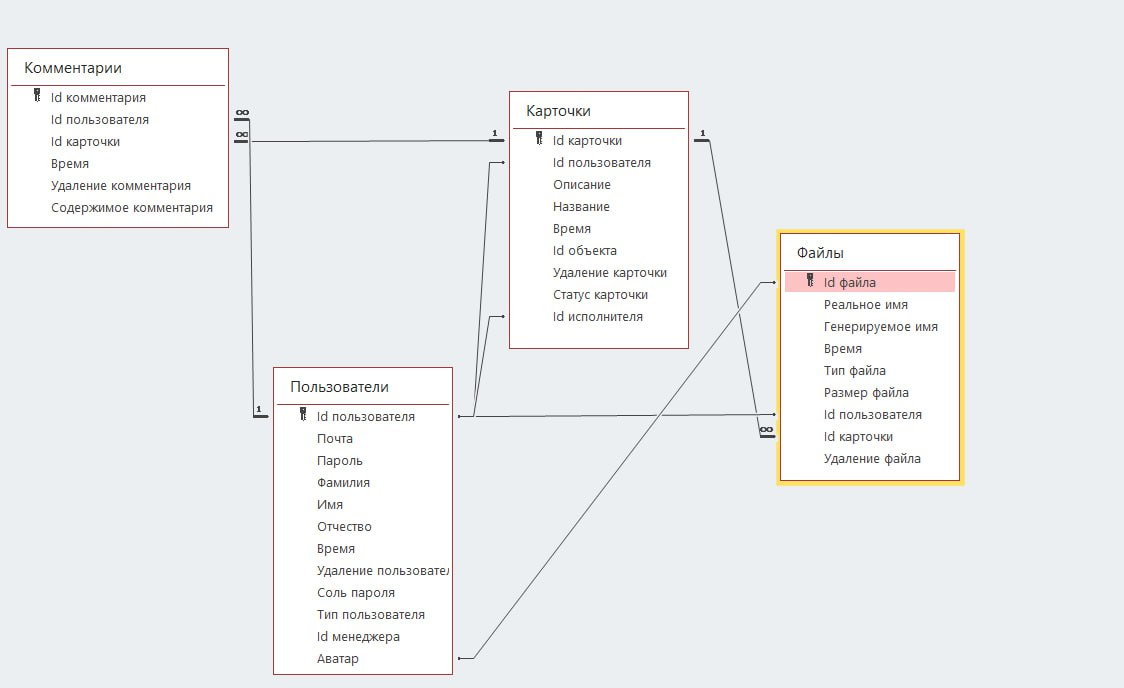 Комментарии
Id комментария
Id пользователя
Id карточки
Время
Удаление комментария
Содержимое комментария
∞
∞
1
Карточки
Id карточки
Id пользователя
Описание
Название
Время
Id объекта
Удаление карточки
Статус карточки
Id исполнителя
1
∞
Файлы
Id файла
Реальное имя
Генерируемое имя
Время
Тип файла
Размер файла
Id пользователя
Id карточки
Удаление файла
1
Пользователи
Id пользователя
Почта
Пароль
Фамилия
Имя
Отчество
Время
Удаление пользовател
Соль пароля
Тип пользователя
Id менеджера
Аватар